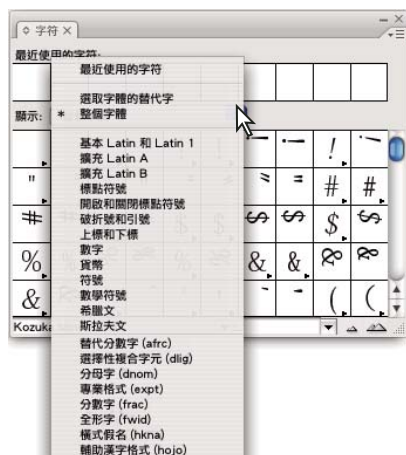 字符
最近使用的字符:
最近使用的字符
選取字體的替代字
顯示:
* 整個字體
基本 Latin 和 Latin 1
擴充 Latin A
擴充 Latin B
標點符號
開啟和關閉標點符號
破折號和引號
上標和下標
數字
貨幣
符號
數學符號
希臘文
斯拉夫文
替代分數字 (afrc)
選擇性複合字元 (dlig)
分母字 (dnom)
專業格式 (expt)
分數字 (frac)
全形字 (fwid)
橫式假名 (hkna)
輔助漢字格式 (hojo)
!
" # #
# $ $ $ $
% & & & &
& ( (
Kozuka